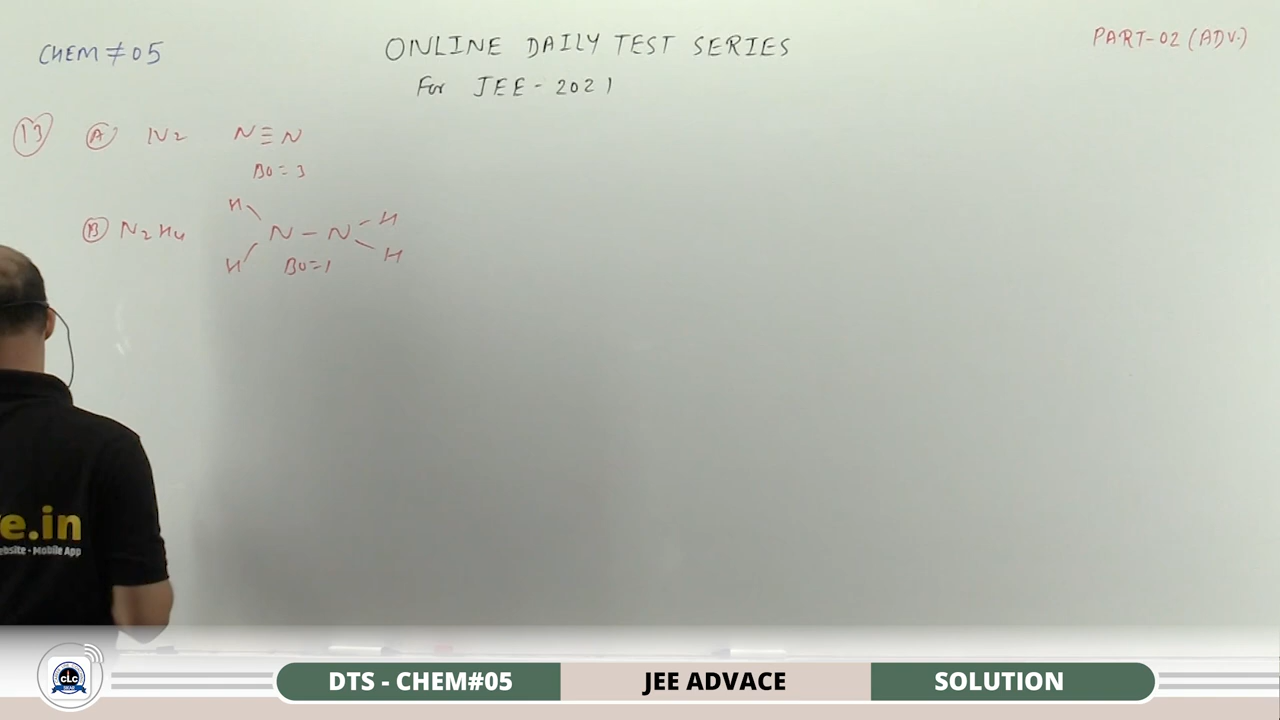 CHEM # 05
ONLINE DAILY TEST SERIES
For JEE - 2021
PART-02 (ADV.)
13 A N2 N≡N
BO = 3
B N2H4 H H N – N H H
BO=1
e.in
ebsite - Mobile App
CLC
DTS - CHEM#05
JEE ADVACE
SOLUTION